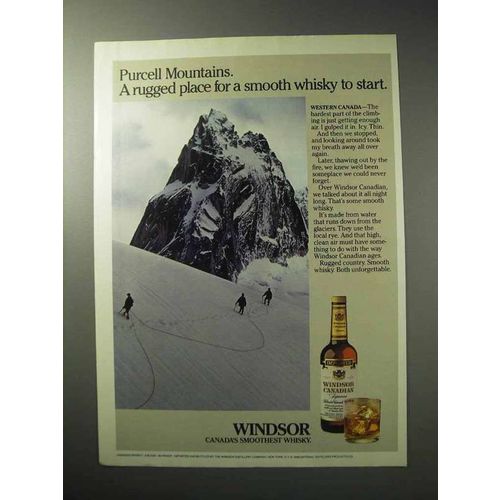 Purcell Mountains.
A rugged place for a smooth whisky to start.
WESTERN CANADA—The
hardest part of the climb-
ing is just getting enough
air. I gulped it in. Icy. Thin.
And then we stopped,
and looking around took
my breath away all over
again.
Later, thawing out by the
fire, we knew we'd been
someplace we could never
forget.
Over Windsor Canadian,
we talked about it all night
long. That's some smooth
whisky.
It's made from water
that runs down from the
glaciers. They use the
local rye. And that high,
clean air must have some-
thing to do with the way
Windsor Canadian ages.
Rugged country. Smooth
whisky. Both unforgettable.
WINDSOR
CANADIAN
WINDSOR
CANADA'S SMOOTHEST WHISKY.